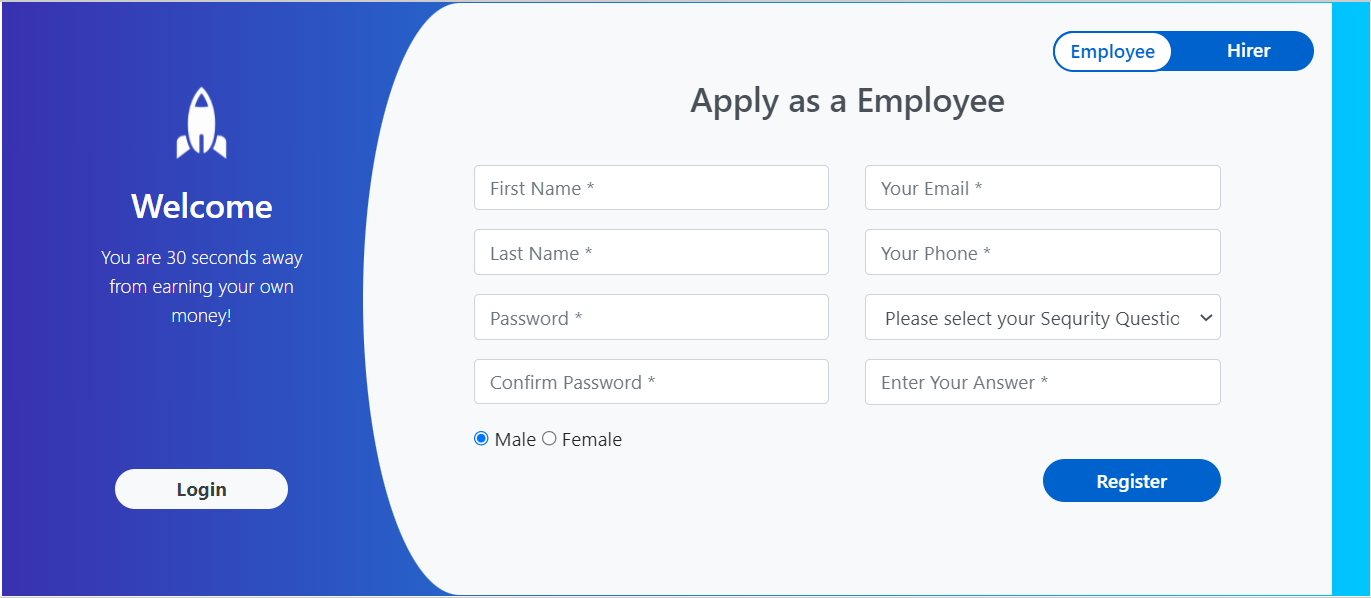 Welcome
You are 30 seconds away
from earning your own
money!
Login
Employee
Hirer
Apply as a Employee
First Name *
Your Email *
Last Name *
Your Phone *
Password *
Please select your Sequrity Questio
Confirm Password *
Enter Your Answer *
Male Female
Register